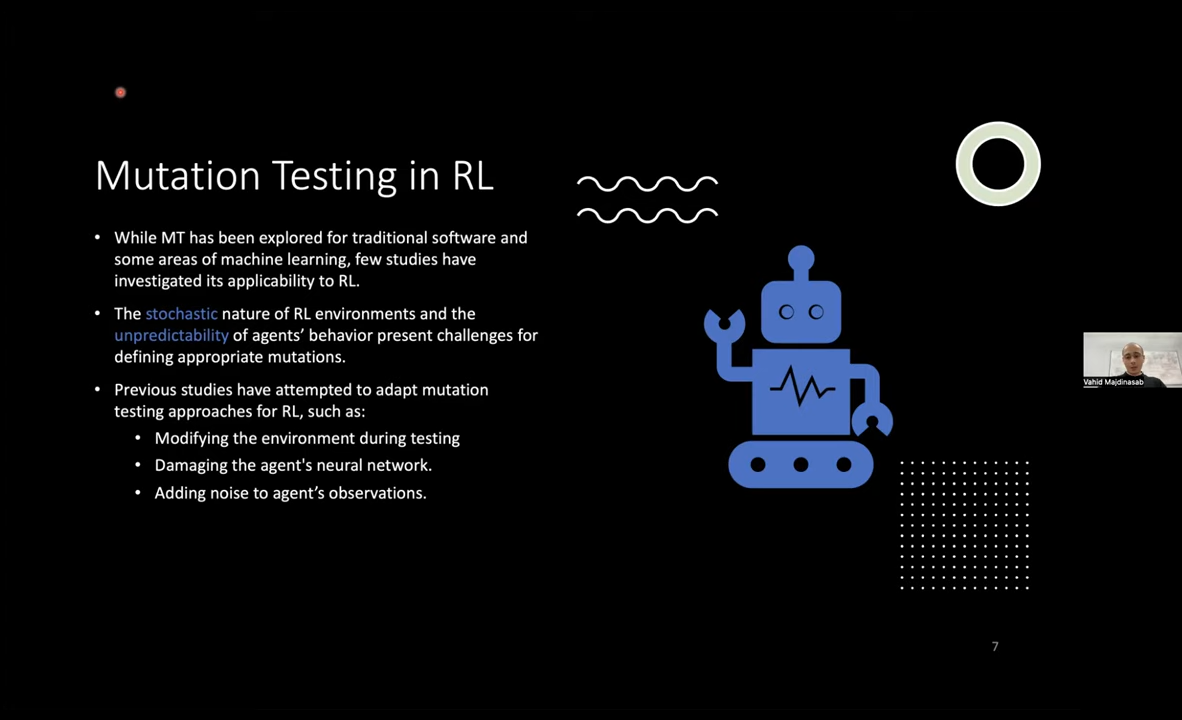 Mutation Testing in RL
• While MT has been explored for traditional software and
some areas of machine learning, few studies have
investigated its applicability to RL.
• The stochastic nature of RL environments and the
unpredictability of agents’ behavior present challenges for
defining appropriate mutations.
• Previous studies have attempted to adapt mutation
testing approaches for RL, such as:
• Modifying the environment during testing
• Damaging the agent's neural network.
• Adding noise to agent’s observations.
Vahid Majdinasab
7